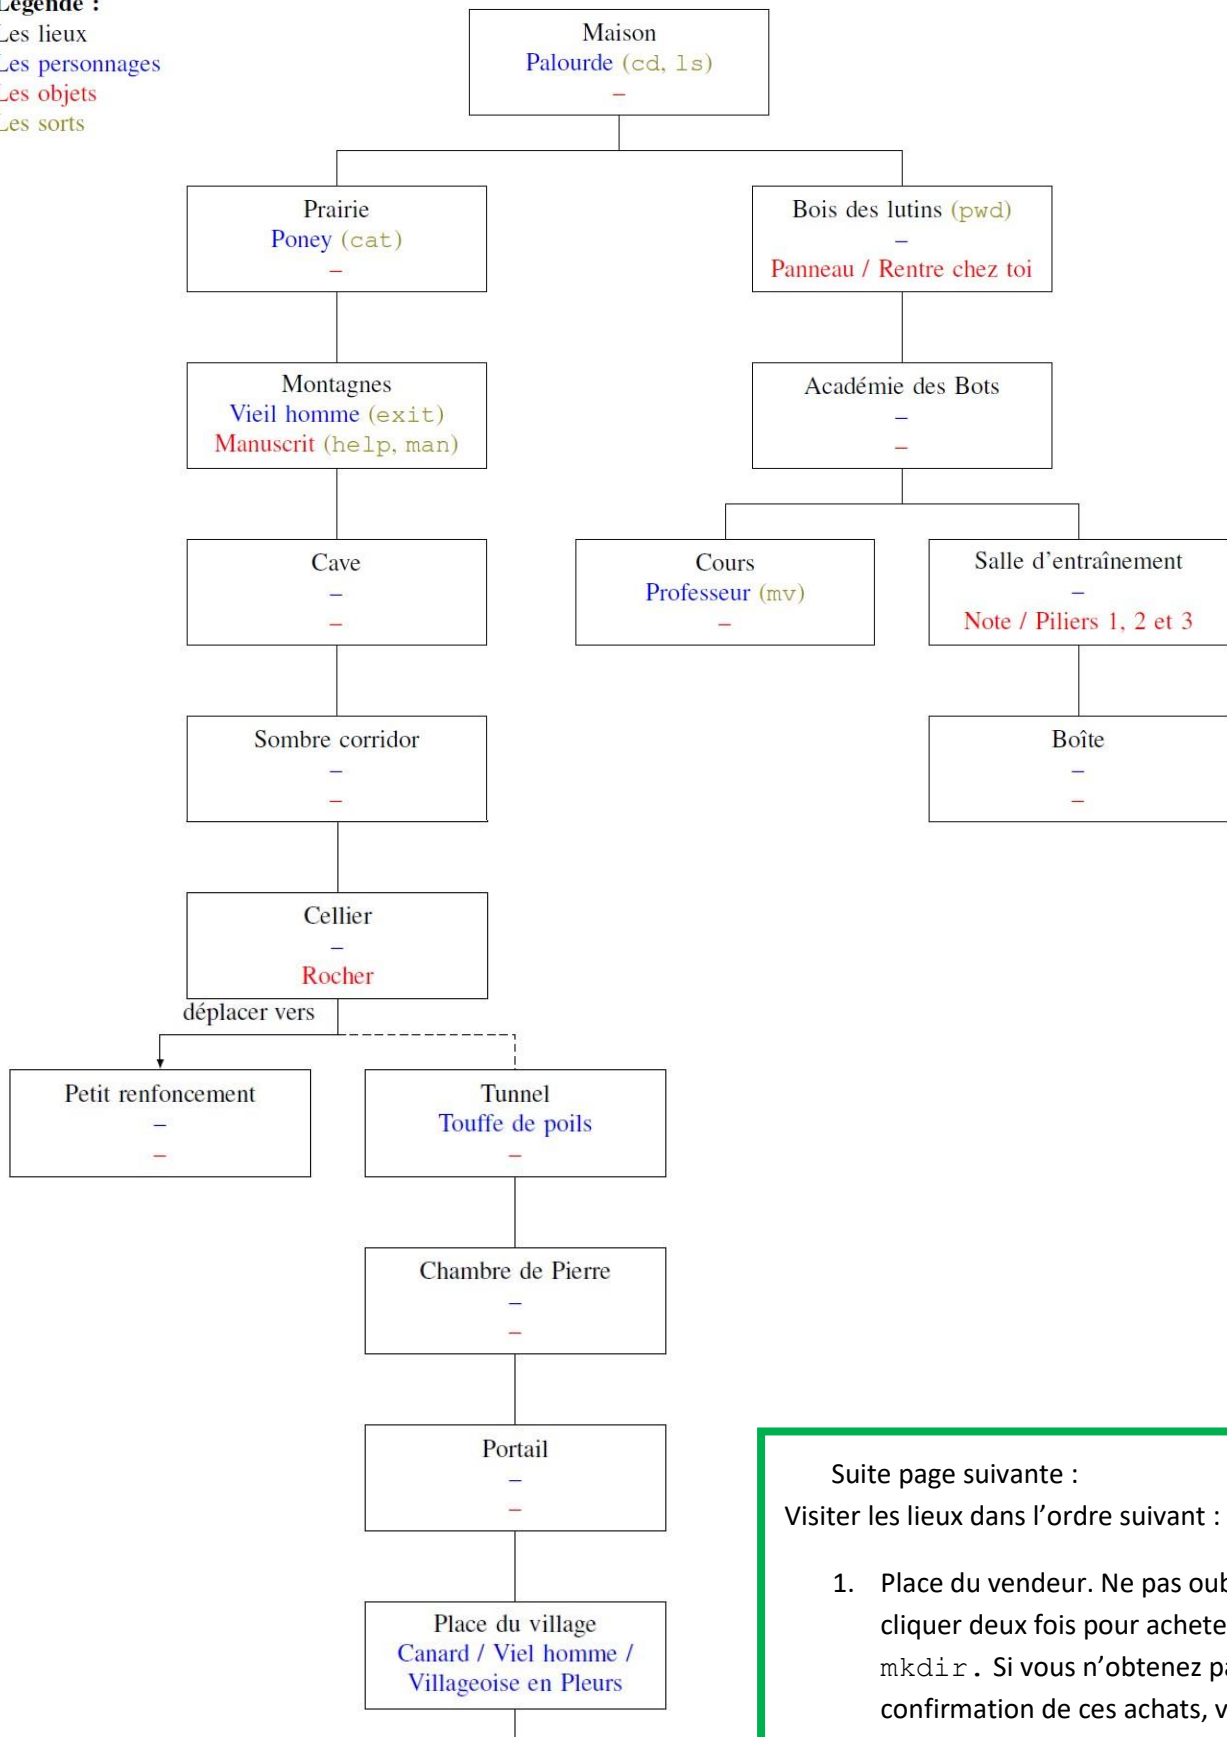 Légende :
Les lieux
Les personnages
Les objets
Les sorts
Maison
Palourde (cd, ls)
–
Prairie
Poney (cat)
–
Bois des lutins (pwd)
–
Panneau / Rentre chez toi
Montagnes
Vieil homme (exit)
Manuscrit (help, man)
Académie des Bots
–
–
Cave
–
–
Cours
Professeur (mv)
–
Salle d'entraînement
–
Note / Piliers 1, 2 et 3
Sombre corridor
–
–
Boîte
–
–
Cellier
–
Rocher
déplacer vers
Petit renfoncement
–
–
Tunnel
Touffe de poils
–
Chambre de Pierre
–
–
Portail
–
–
Place du village
Canard / Viel homme /
Villageoise en Pleurs
Suite page suivante :
Visiter les lieux dans l'ordre suivant :
1. Place du vendeur. Ne pas oub
cliquer deux fois pour achete
mkdir. Si vous n'obtenez pa
confirmation de ces achats, v